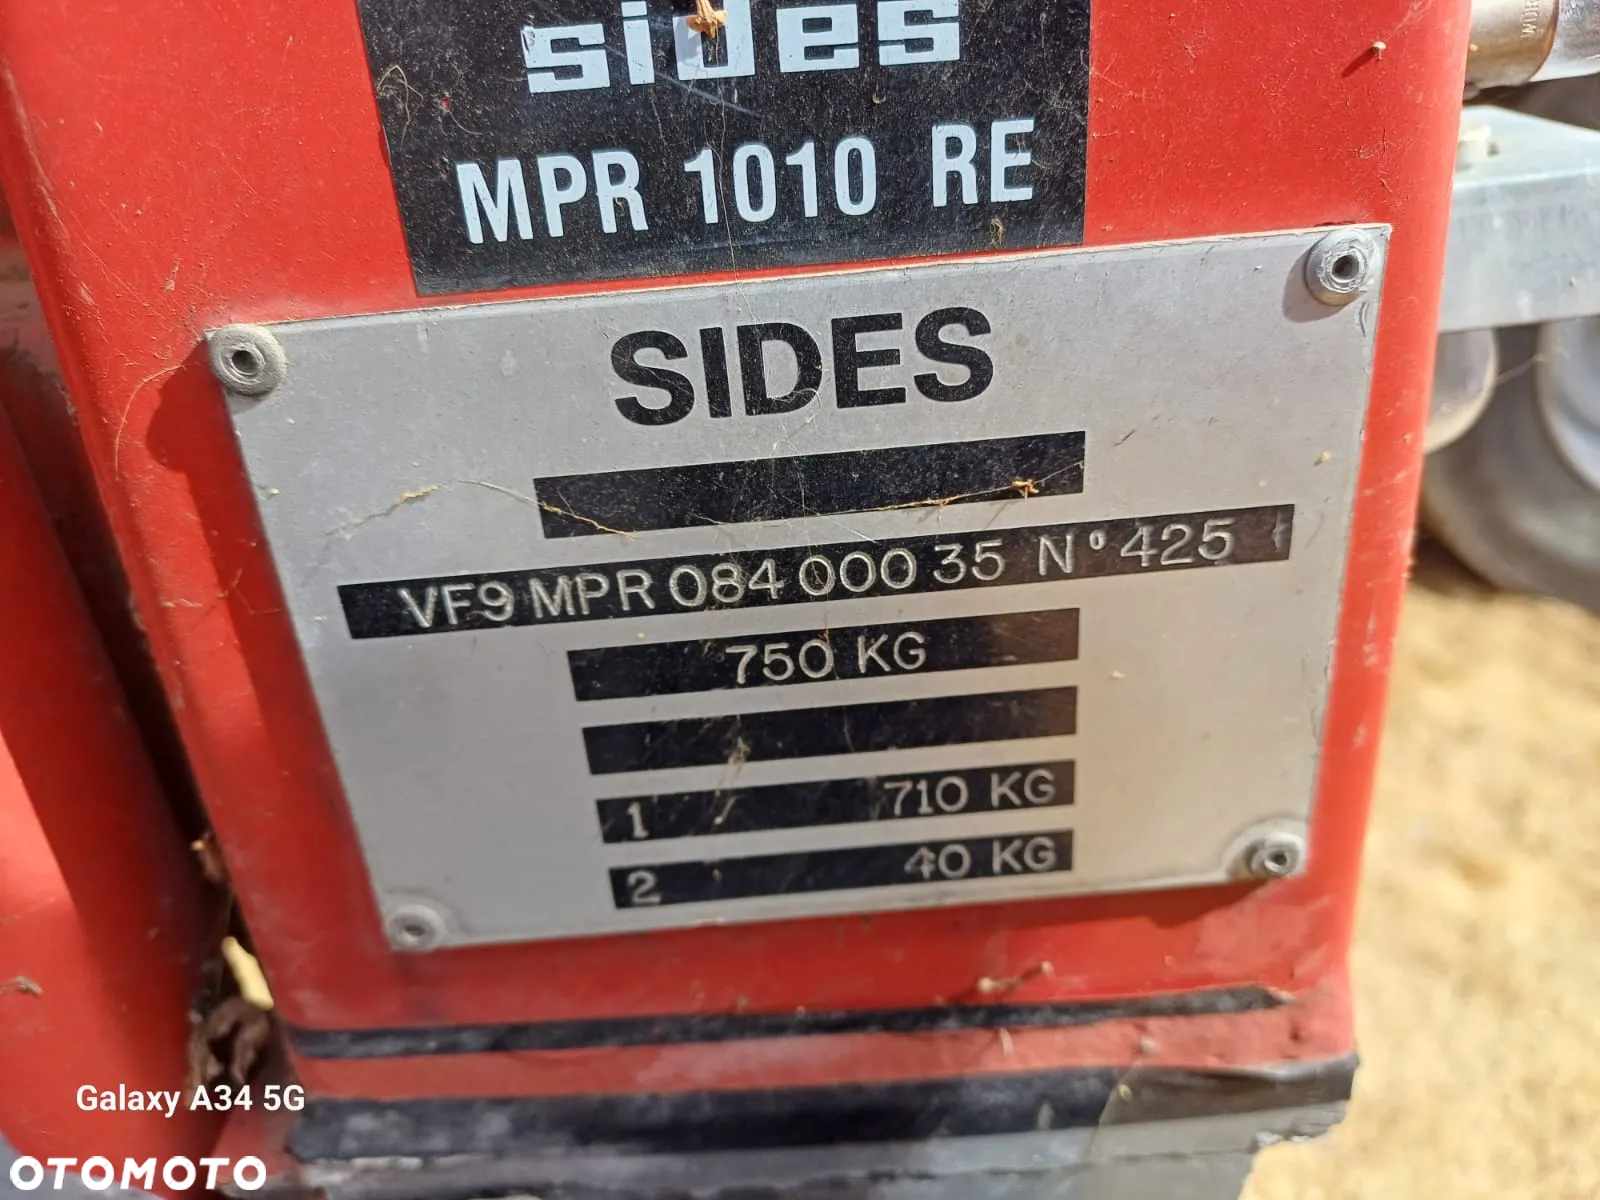 sides
MPR 1010 RE
SIDES
VF9 MPR 084 000 35 N° 425
750 KG
1 710 KG
2 40 KG
Galaxy A34 5G
OTOMOTO